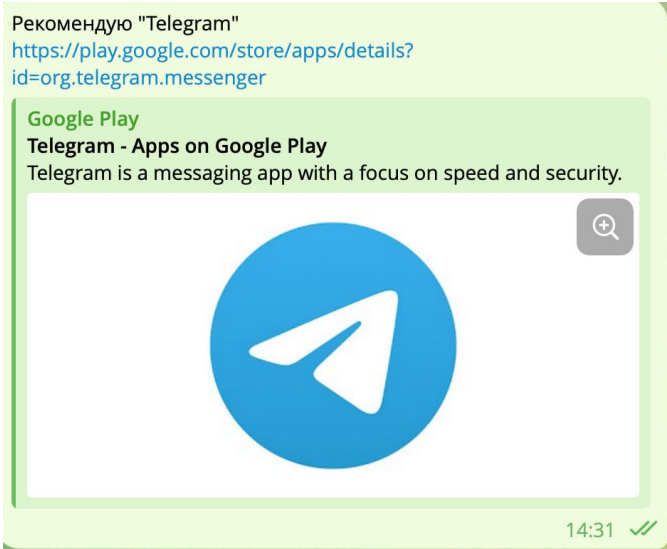 Рекомендую "Telegram"
https://play.google.com/store/apps/details?
id=org.telegram.messenger
Google Play
Telegram - Apps on Google Play
Telegram is a messaging app with a focus on speed and security.
14:31